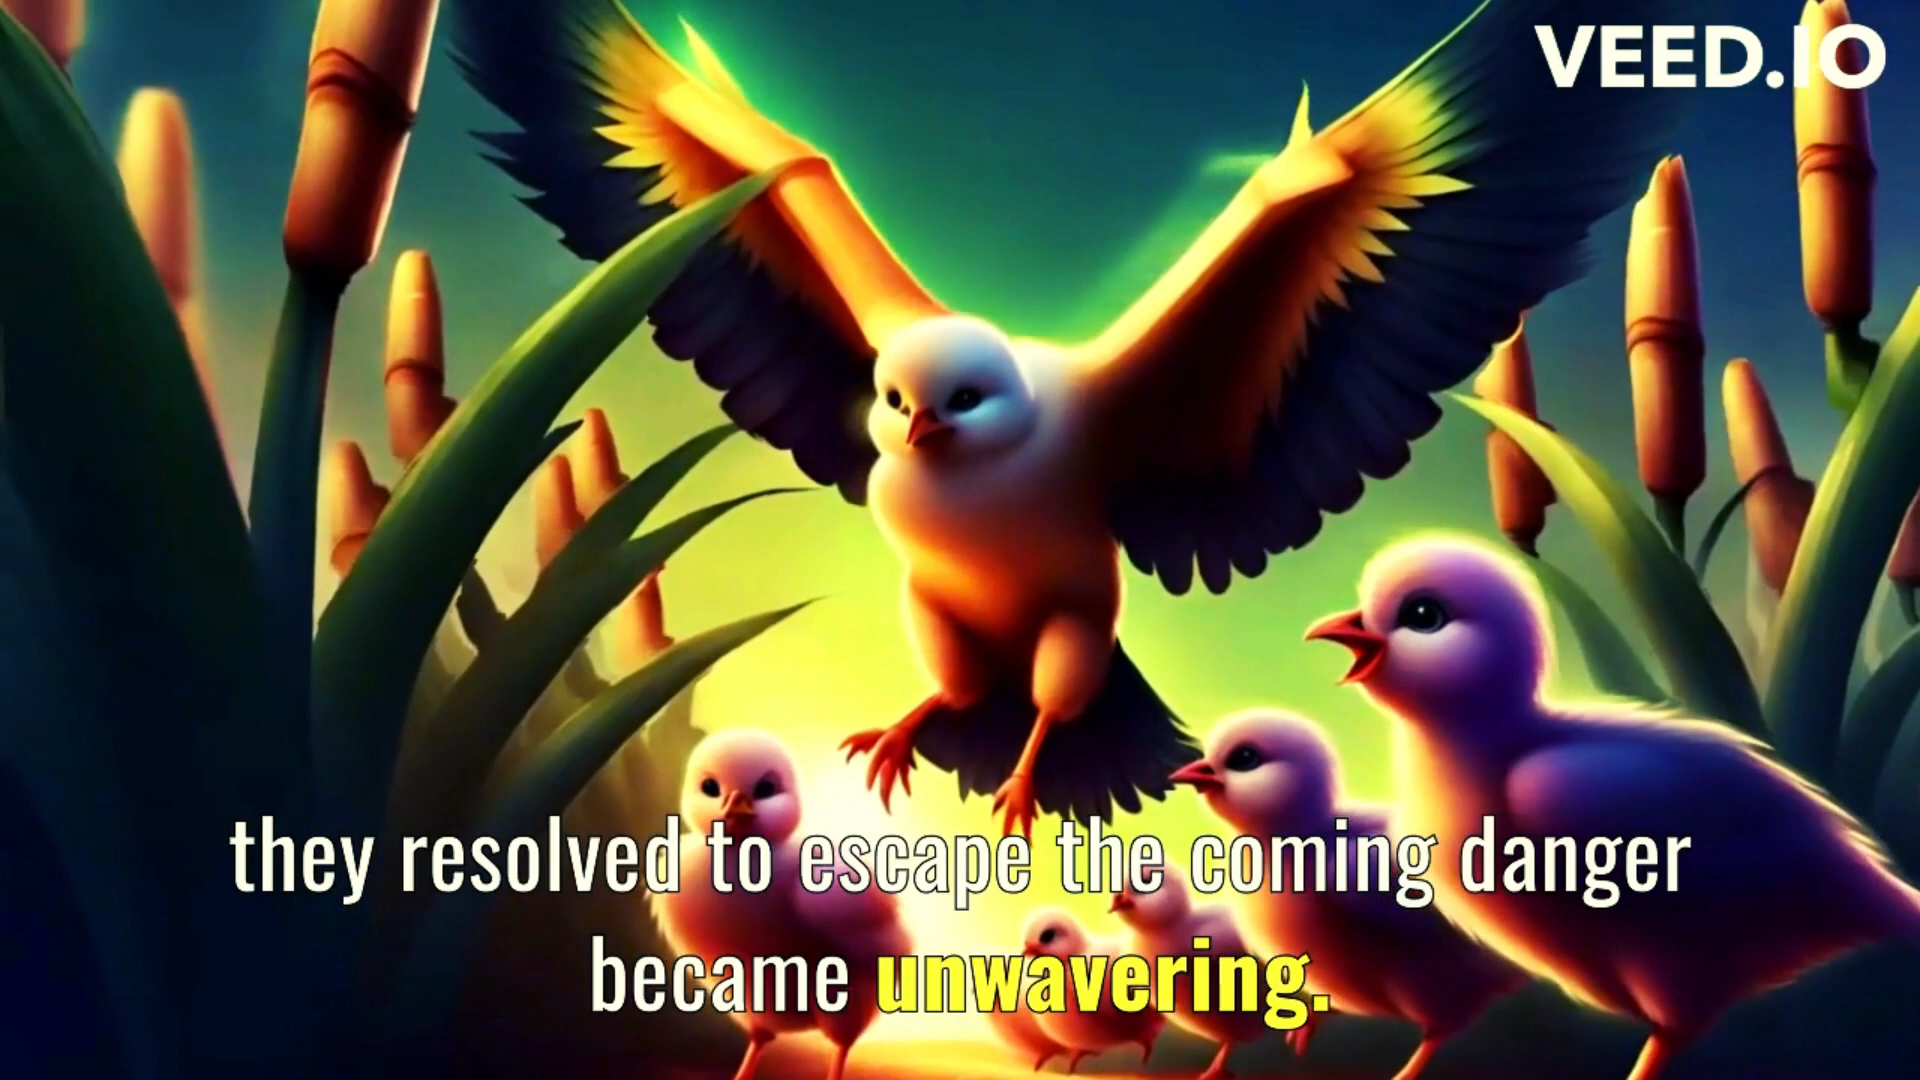 VEED.IO
they resolved to escape the coming danger
became unwavering.